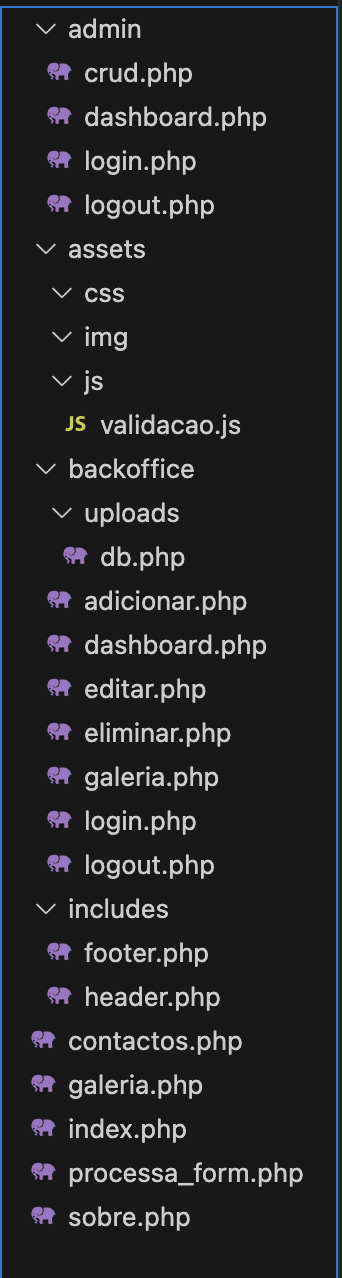 admin
crud.php
dashboard.php
login.php
logout.php
assets
css
img
js
JS validacao.js
backoffice
uploads
db.php
adicionar.php
dashboard.php
editar.php
eliminar.php
galeria.php
login.php
logout.php
includes
footer.php
header.php
contactos.php
galeria.php
index.php
processa_form.php
sobre.php